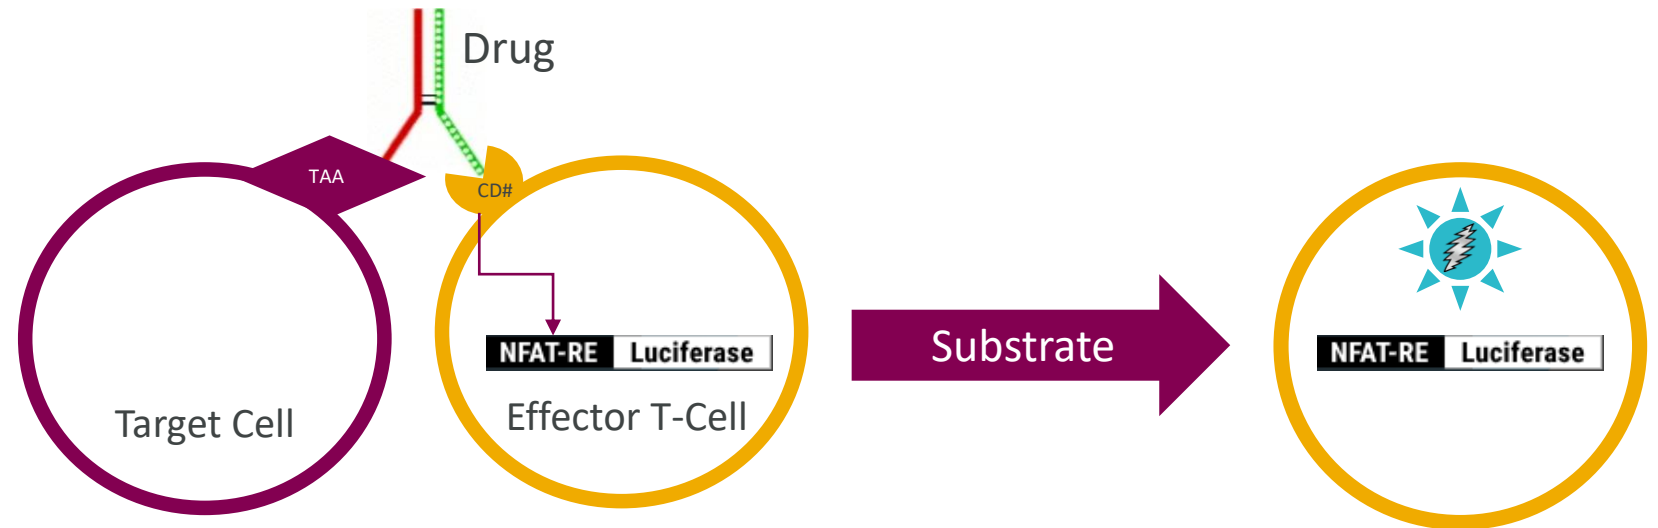 Drug
TAA
CD#
NFAT-RE Luciferase
Target Cell
Effector T-Cell
Substrate
NFAT-RE Luciferase